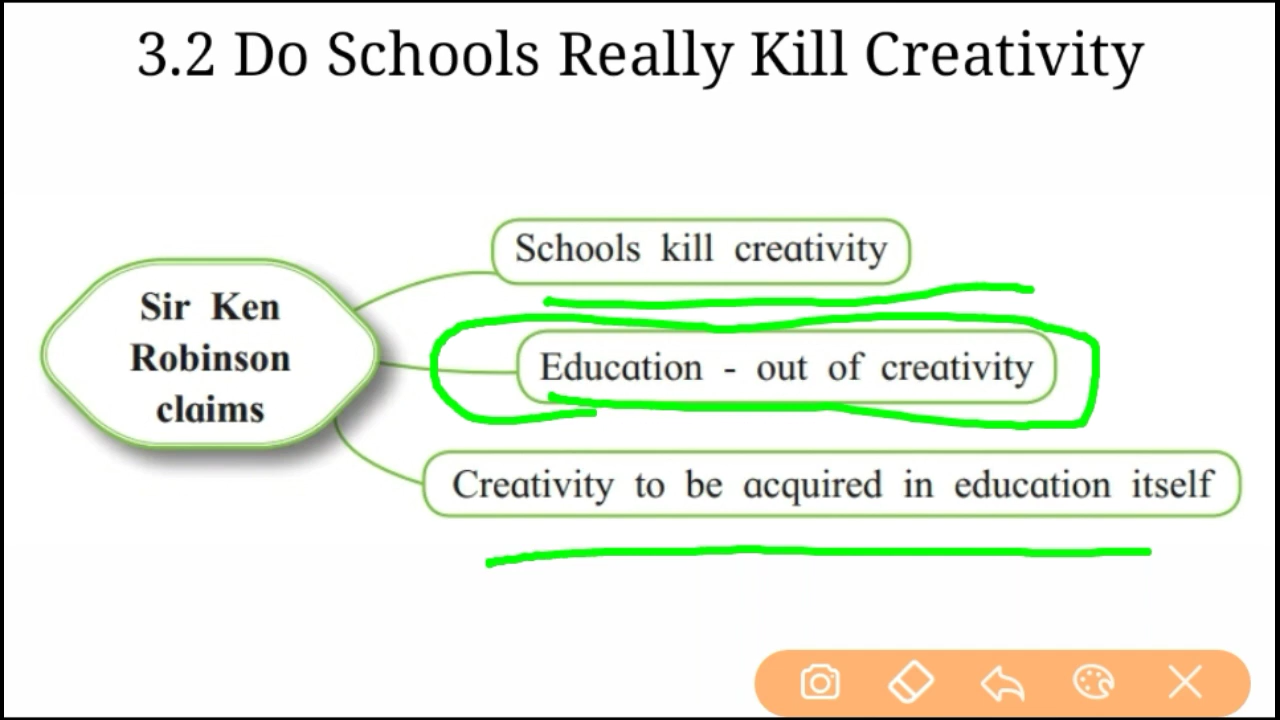 3.2 Do Schools Really Kill Creativity
Schools kill creativity
Sir Ken
Robinson
claims
Education - out of creativity
Creativity to be acquired in education itself